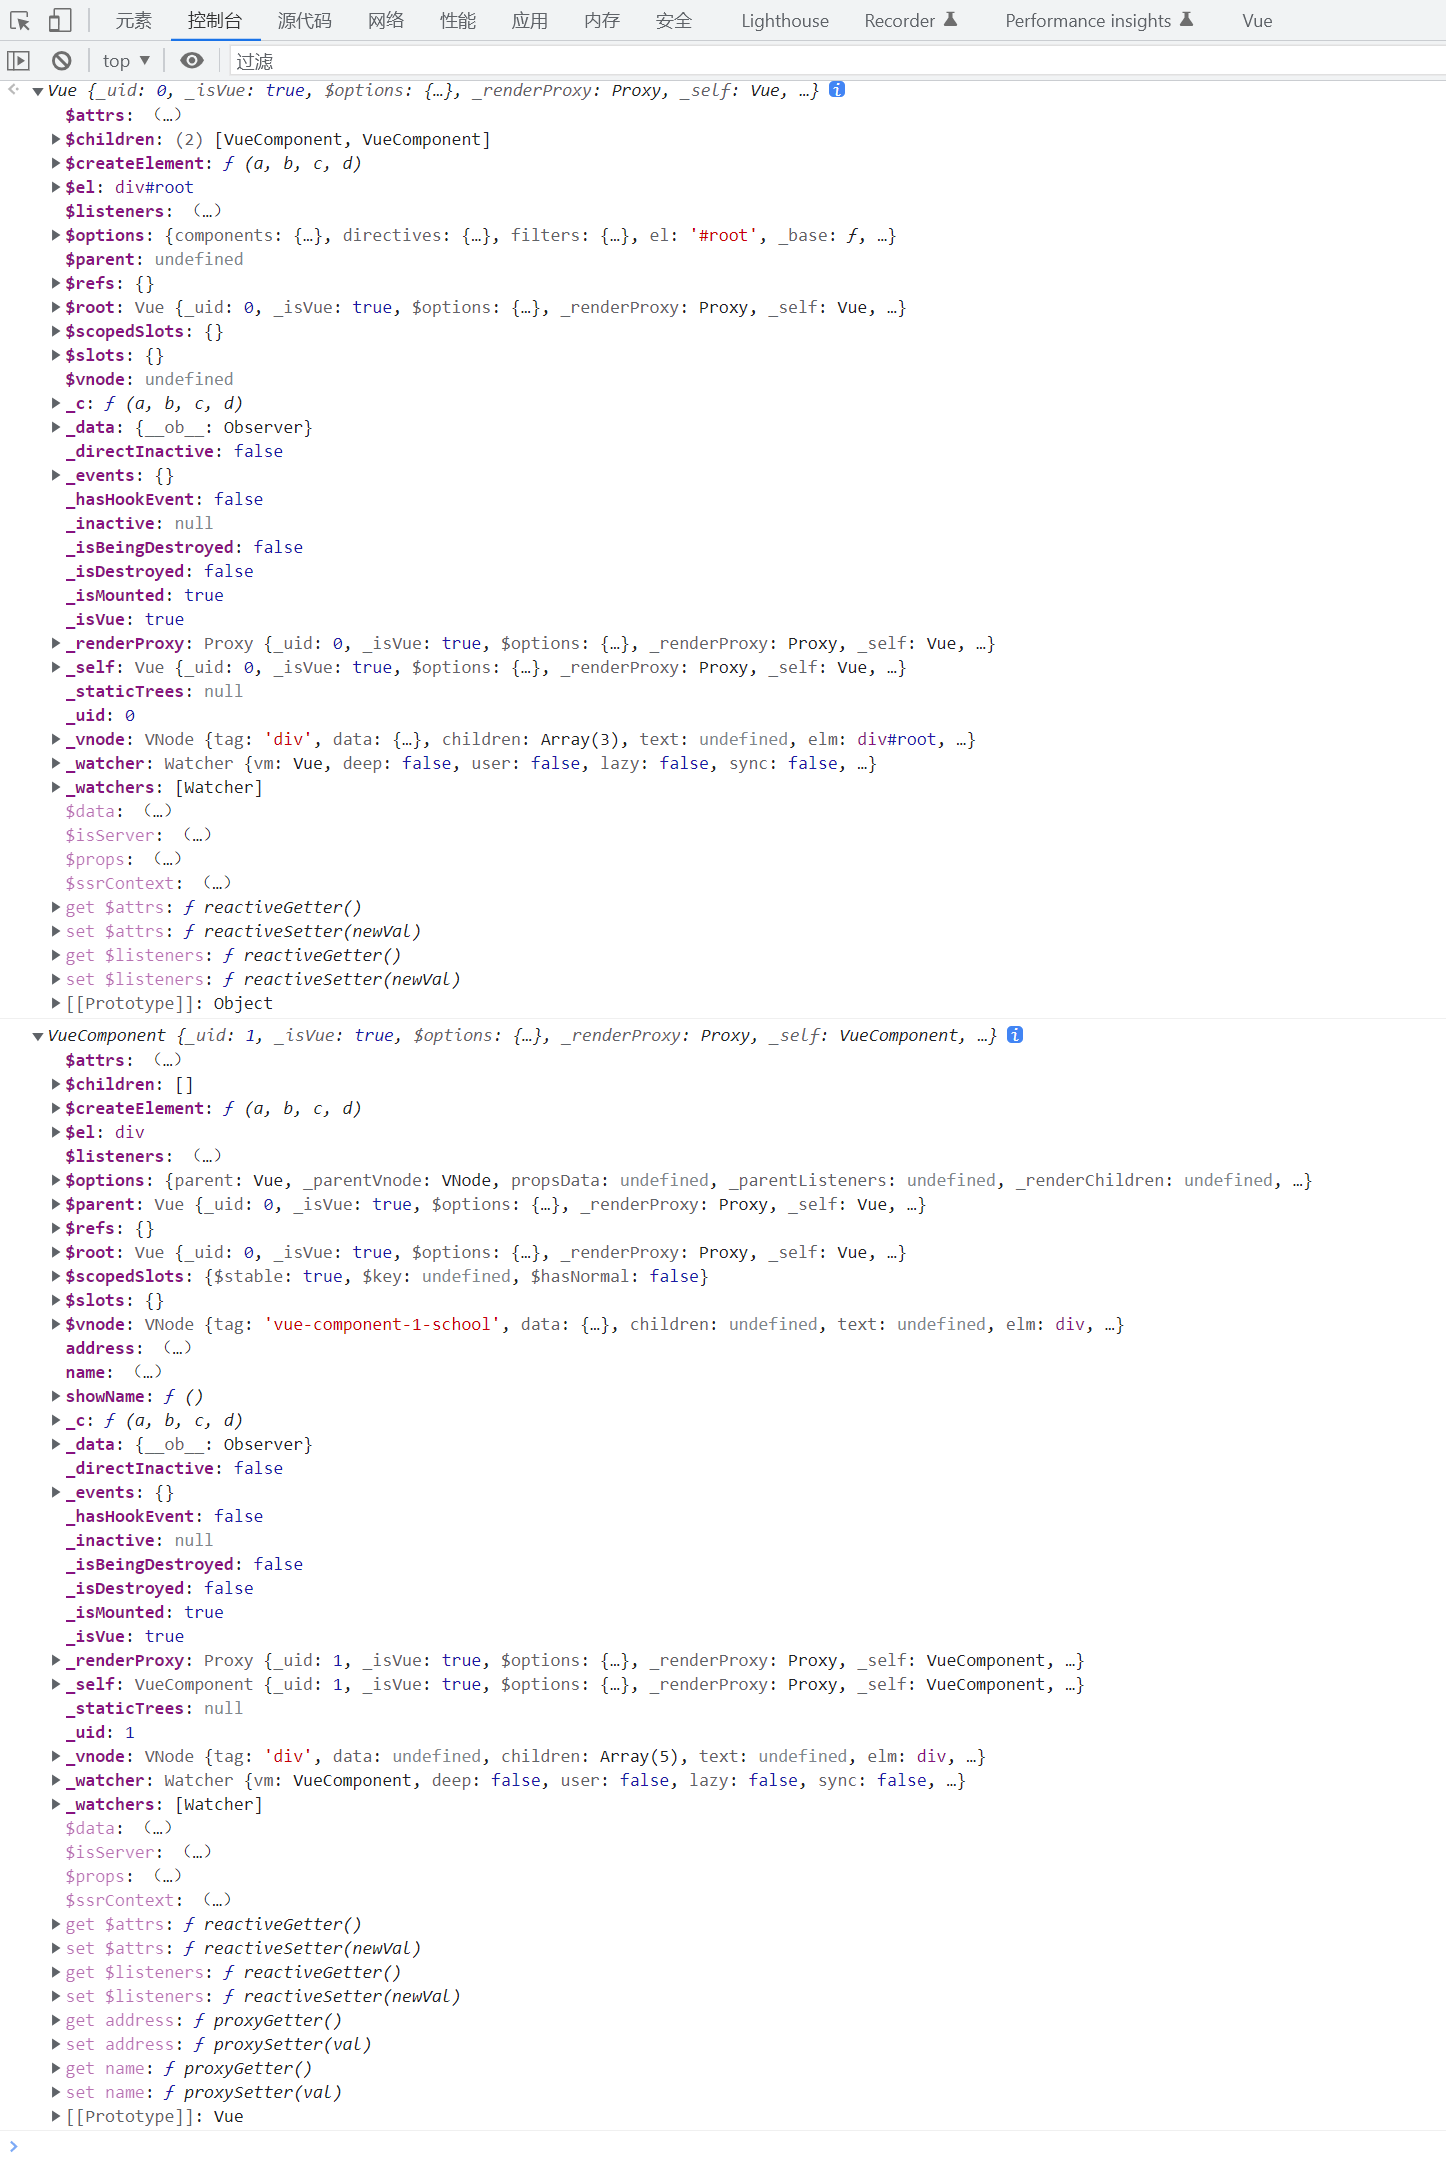 元素 控制台 源代码 网络 性能 应用 内存 安全 Lighthouse Recorder Performance insights Vue
top 过滤
Vue {_uid: 0, _isVue: true, $options: {…}, _renderProxy: Proxy, _self: Vue, …}
$attrs: (…)
$children: (2) [VueComponent, VueComponent]
$createElement: ƒ (a, b, c, d)
$el: div#root
$listeners: (…)
$options: {components: {…}, directives: {…}, filters: {…}, el: '#root', _base: ƒ, …}
$parent: undefined
$refs: {}
$root: Vue {_uid: 0, _isVue: true, $options: {…}, _renderProxy: Proxy, _self: Vue, …}
$scopedSlots: {}
$slots: {}
$vnode: undefined
_c: ƒ (a, b, c, d)
_data: {__ob__: Observer}
_directInactive: false
_events: {}
_hasHookEvent: false
_inactive: null
_isBeingDestroyed: false
_isDestroyed: false
_isMounted: true
_isVue: true
_renderProxy: Proxy {_uid: 0, _isVue: true, $options: {…}, _renderProxy: Proxy, _self: Vue, …}
_self: Vue {_uid: 0, _isVue: true, $options: {…}, _renderProxy: Proxy, _self: Vue, …}
_staticTrees: null
_uid: 0
_vnode: VNode {tag: 'div', data: {…}, children: Array(3), text: undefined, elm: div#root, …}
_watcher: Watcher {vm: Vue, deep: false, user: false, lazy: false, sync: false, …}
_watchers: [Watcher]
$data: (…)
$isServer: (…)
$props: (…)
$ssrContext: (…)
get $attrs: ƒ reactiveGetter()
set $attrs: ƒ reactiveSetter(newVal)
get $listeners: ƒ reactiveGetter()
set $listeners: ƒ reactiveSetter(newVal)
[[Prototype]]: Object
VueComponent {_uid: 1, _isVue: true, $options: {…}, _renderProxy: Proxy, _self: VueComponent, …}
$attrs: (…)
$children: []
$createElement: ƒ (a, b, c, d)
$el: div
$listeners: (…)
$options: {parent: Vue, _parentVnode: VNode, propsData: undefined, _parentListeners: undefined, _renderChildren: undefined, …}
$parent: Vue {_uid: 0, _isVue: true, $options: {…}, _renderProxy: Proxy, _self: Vue, …}
$refs: {}
$root: Vue {_uid: 0, _isVue: true, $options: {…}, _renderProxy: Proxy, _self: Vue, …}
$scopedSlots: {$stable: true, $key: undefined, $hasNormal: false}
$slots: {}
$vnode: VNode {tag: 'vue-component-1-school', data: {…}, children: undefined, text: undefined, elm: div, …}
address: (…)
name: (…)
showName: ƒ ()
_c: ƒ (a, b, c, d)
_data: {__ob__: Observer}
_directInactive: false
_events: {}
_hasHookEvent: false
_inactive: null
_isBeingDestroyed: false
_isDestroyed: false
_isMounted: true
_isVue: true
_renderProxy: Proxy {_uid: 1, _isVue: true, $options: {…}, _renderProxy: Proxy, _self: VueComponent, …}
_self: VueComponent {_uid: 1, _isVue: true, $options: {…}, _renderProxy: Proxy, _self: VueComponent, …}
_staticTrees: null
_uid: 1
_vnode: VNode {tag: 'div', data: undefined, children: Array(5), text: undefined, elm: div, …}
_watcher: Watcher {vm: VueComponent, deep: false, user: false, lazy: false, sync: false, …}
_watchers: [Watcher]
$data: (…)
$isServer: (…)
$props: (…)
$ssrContext: (…)
get $attrs: ƒ reactiveGetter()
set $attrs: ƒ reactiveSetter(newVal)
get $listeners: ƒ reactiveGetter()
set $listeners: ƒ reactiveSetter(newVal)
get address: ƒ proxyGetter()
set address: ƒ proxySetter(val)
get name: ƒ proxyGetter()
set name: ƒ proxySetter(val)
[[Prototype]]: Vue